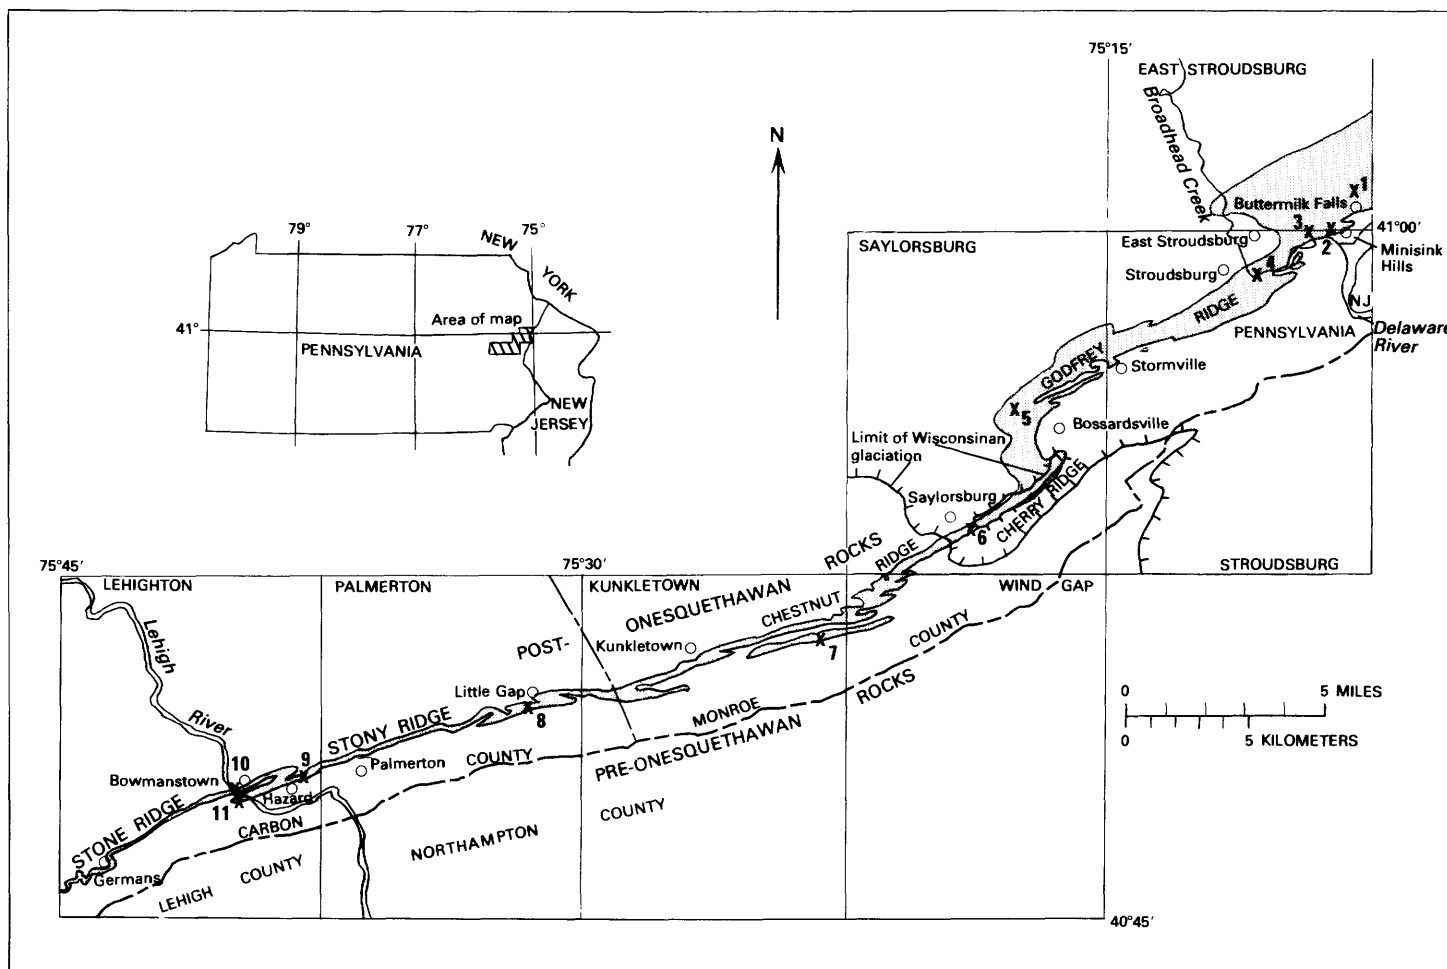 75°15′
EAST STROUDSBURG
Broadhead Creek
N
1
Buttermilk Falls
3
41°00′
East Stroudsburg
2
Minisink
Hills
Stroudsburg
4
NJ
RIDGE
PENNSYLVANIA
Delaware
River
SAYLORSBURG
79°
77°
75°
NEW
YORK
41°
Area of map
PENNSYLVANIA
NEW
JERSEY
GODFREY
Stormville
5
Bossardsville
Limit of Wisconsinan
glaciation
Saylorsburg
CHERRY RIDGE
6
STROUDSBURG
75°45′
75°30′
ROCKS
RIDGE
LEHIGHTON
PALMERTON
KUNKLETOWN
WIND GAP
ONESQUETHAWAN
CHESTNUT
POST-
Lehigh
River
Kunkletown
7
COUNTY
Little Gap
8
ROCKS
MONROE
STONY RIDGE
COUNTY
PRE-ONESQUETHAWAN
0
5 MILES
0
5 KILOMETERS
10
9
Bowmanstown
Palmerton
11
Hazard
STONE RIDGE
CARBON
COUNTY
NORTHAMPTON
Germans
LEHIGH
COUNTY
40°45′